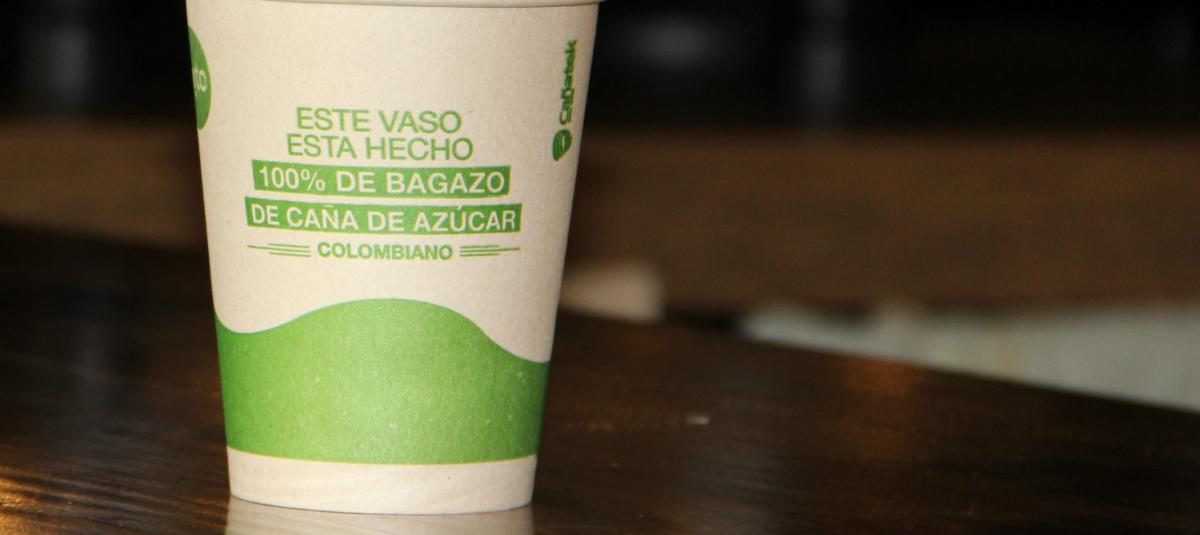 ESTE VASO
ESTA HECHO
100% DE BAGAZO
DE CAÑA DE AZÚCAR
COLOMBIANO